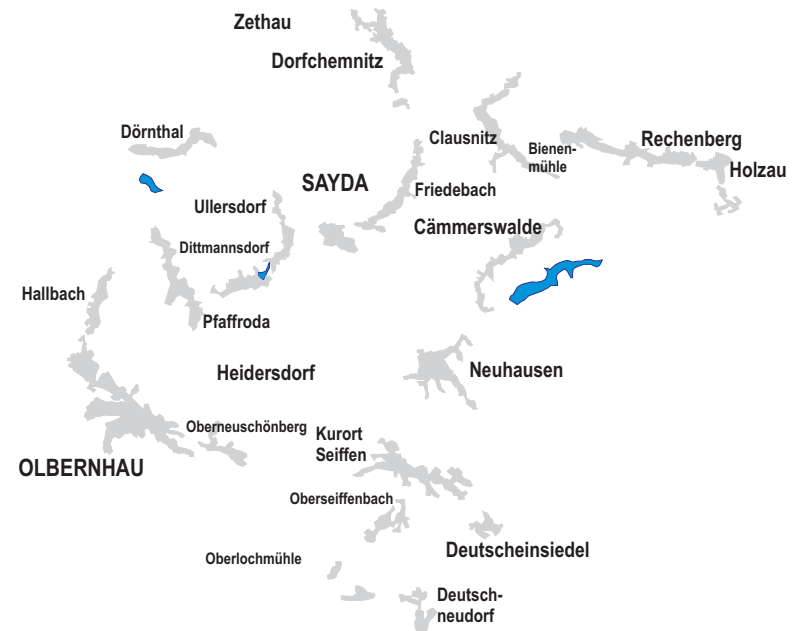 Zethau
Dorfchemnitz
Dörnthal
Clausnitz
Bienen-
mühle
Rechenberg
Holzau
SAYDA
Friedebach
Ullersdorf
Cämmerswalde
Dittmannsdorf
Hallbach
Pfaffroda
Heidersdorf
Neuhausen
Oberneuschönberg
Kurort
Seiffen
OLBERNHAU
Oberseiffenbach
Deutscheinsiedel
Oberlochmühle
Deutsch-
neudorf